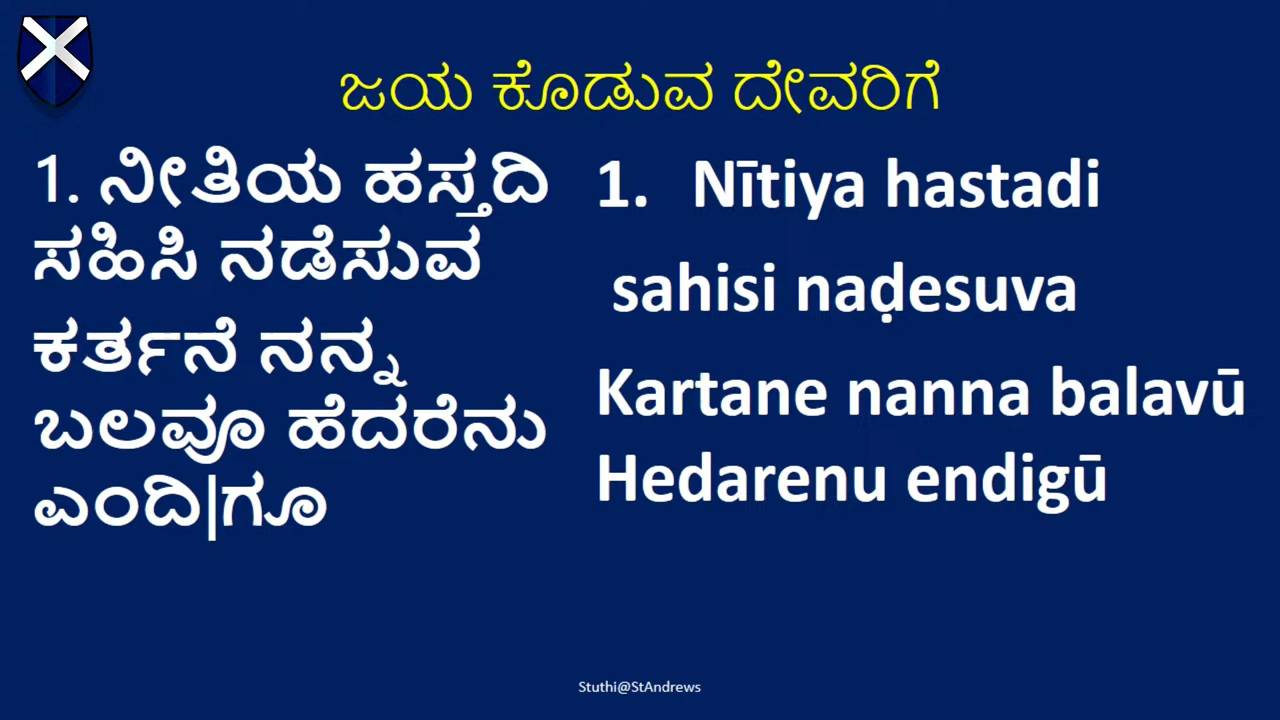 ಜಯ ಕೊಡುವ ದೇವರಿಗೆ
1. ನೀತಿಯ ಹಸ್ತದಿ
ಸಹಿಸಿ ನಡೆಸುವ
ಕರ್ತನೆ ನನ್ನ
ಬಲವೂ ಹೆದರೆನು
ಎಂದಿ|ಗೂ
1. Nītiya hastadi
sahisi naḍesuva
Kartane nanna balavū
Hedarenu endigū
Stuthi@StAndrews